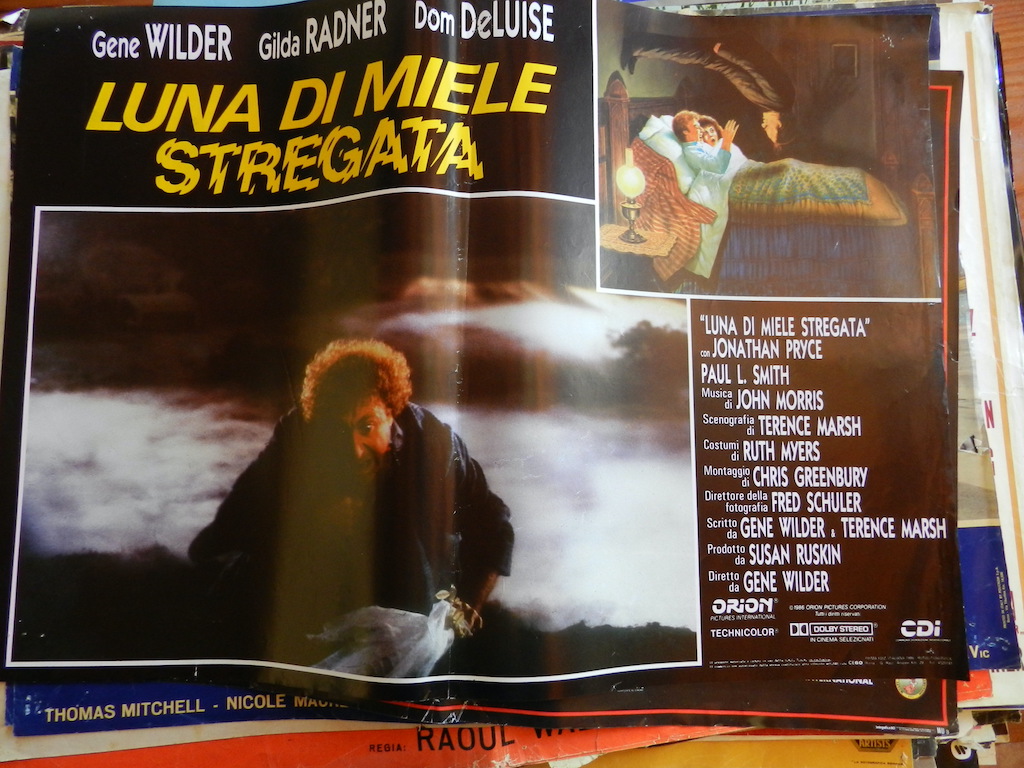 Gene WILDER Gilda RADNER Dom DeLUISE
LUNA DI MIELE
STREGATA
"LUNA DI MIELE STREGATA"
con JONATHAN PRYCE
PAUL L. SMITH
Musica di JOHN MORRIS
Scenografia di TERENCE MARSH
Costumi di RUTH MYERS
Montaggio di CHRIS GREENBURY
Direttore della fotografia FRED SCHULER
Scritto da GENE WILDER & TERENCE MARSH
Prodotto da SUSAN RUSKIN
Diretto da GENE WILDER
ORION
PICTURES INTERNATIONAL
© 1986 ORION PICTURES CORPORATION
Tutti i diritti riservati
TECHNICOLOR®
DOLBY STEREO
IN CINEMA SELEZIONATI
CDI
THOMAS MITCHELL - NICOLE
REGIA: RAOUL
ARTISTS